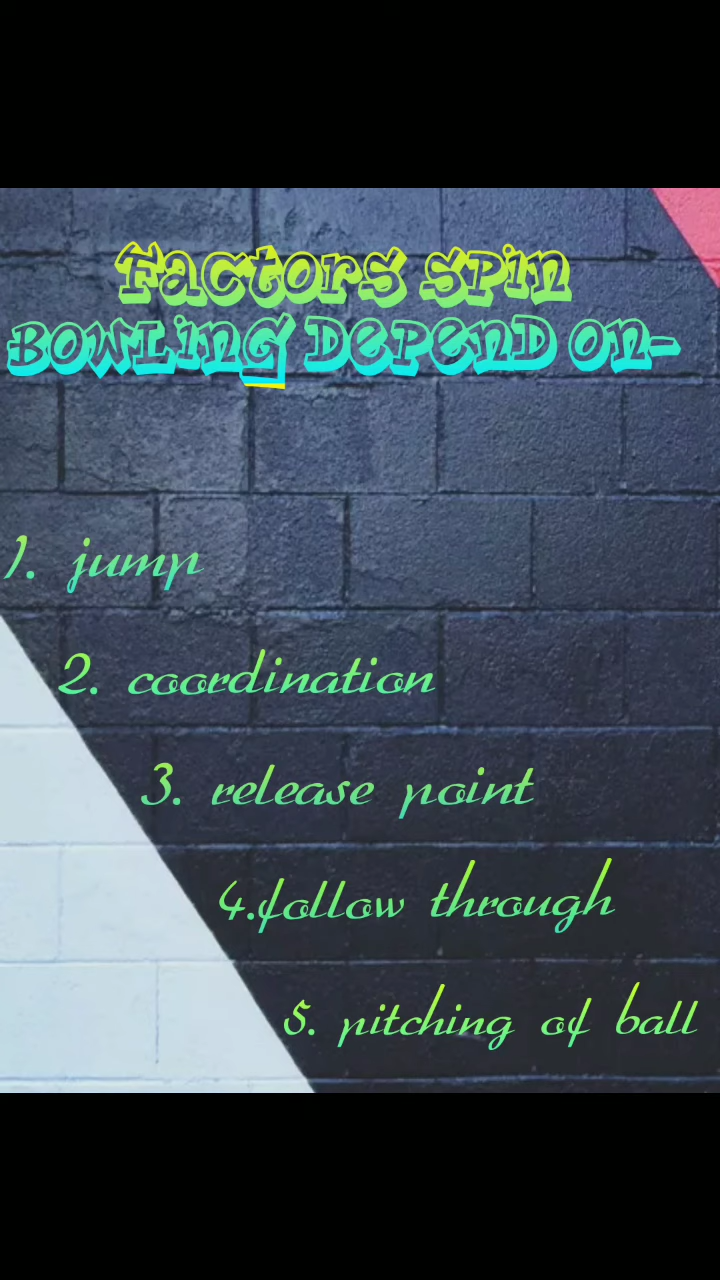 Factors spin
Bowling Depend on-
1. jump
2. coordination
3. release point
4.follow through
5. pitching of ball